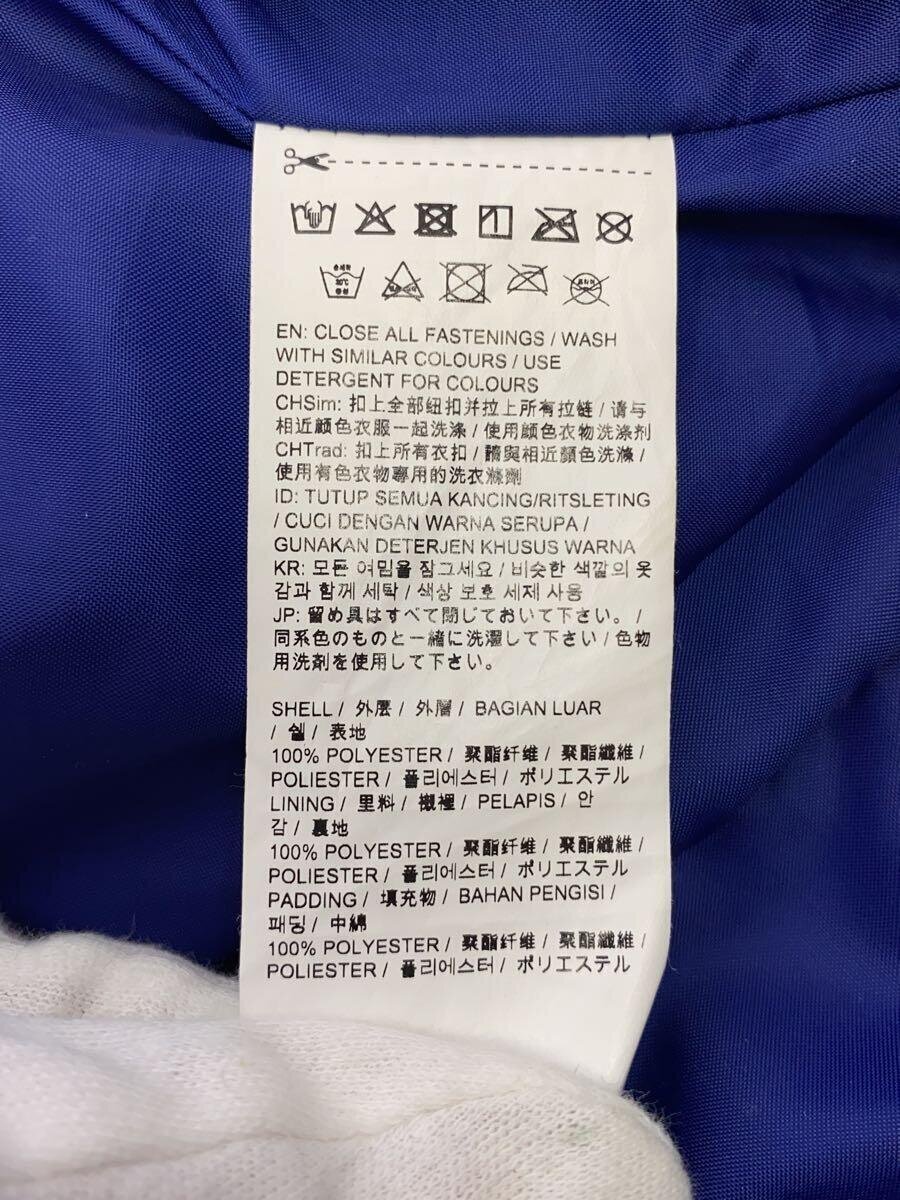 30℃
EN: CLOSE ALL FASTENINGS / WASH
WITH SIMILAR COLOURS / USE
DETERGENT FOR COLOURS
CHSim: 扣上全部纽扣并拉上所有拉链 / 请与
相近颜色衣服一起洗涤 / 使用颜色衣物洗涤剂
CHTrad: 扣上所有衣扣 / 請與相近顏色洗滌 /
使用有色衣物專用的洗衣滌劑
ID: TUTUP SEMUA KANCING/RITSLETING
/ CUCI DENGAN WARNA SERUPA /
GUNAKAN DETERJEN KHUSUS WARNA
KR: 모든 여밈을 잠그세요 / 비슷한 색깔의 옷
감과 함께 세탁 / 색상 보호 세제 사용
JP: 留め具はすべて閉じておいて下さい。 /
同系色のものと一緒に洗濯して下さい / 色物
用洗剤を使用して下さい。
SHELL / 外层 / 外層 / BAGIAN LUAR
/ 쉘 / 表地
100% POLYESTER / 聚酯纤维 / 聚酯纖維 /
POLIESTER / 폴리에스터 / ポリエステル
LINING / 里料 / 襯裡 / PELAPIS / 안
감 / 裏地
100% POLYESTER / 聚酯纤维 / 聚酯纖維 /
POLIESTER / 폴리에스터 / ポリエステル
PADDING / 填充物 / BAHAN PENGISI /
패딩 / 中綿
100% POLYESTER / 聚酯纤维 / 聚酯纖維 /
POLIESTER / 폴리에스터 / ポリエステル